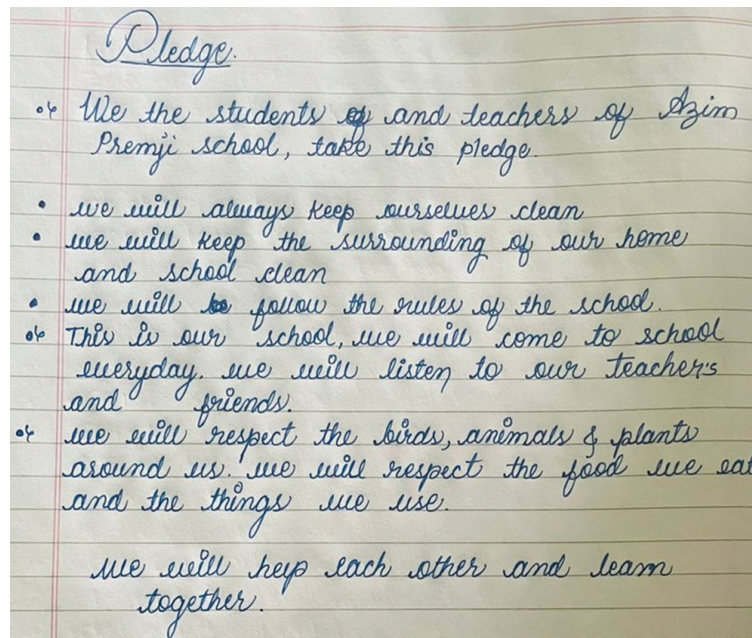 Pledge.
We the students and teachers of Azim
Premji school, take this pledge.
• we will always keep ourselves clean
• we will keep the surrounding of our home
and school clean
• we will follow the rules of the school.
This is our school, we will come to school
everyday. we will listen to our teacher's
and friends.
we will respect the birds, animals & plants
around us. we will respect the food we eat
and the things we use.
we will heyp each other and learn
together.